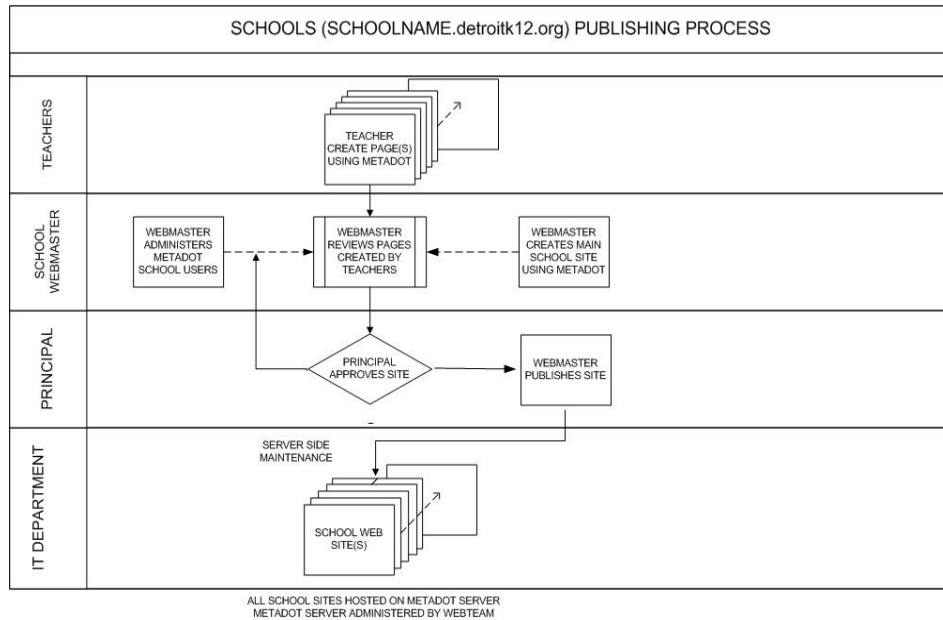 SCHOOLS (SCHOOLNAME.detroitk12.org) PUBLISHING PROCESS
TEACHERS
TEACHER
CREATE PAGE(S)
USING METADOT
SCHOOL
WEBMASTER
WEBMASTER
ADMINISTERS
METADOT
SCHOOL USERS
WEBMASTER
REVIEWS PAGES
CREATED BY
TEACHERS
WEBMASTER
CREATES MAIN
SCHOOL SITE
USING METADOT
PRINCIPAL
PRINCIPAL
APPROVES SITE
WEBMASTER
PUBLISHES SITE
IT DEPARTMENT
SERVER SIDE
MAINTENANCE
SCHOOL WEB
SITE(S)
ALL SCHOOL SITES HOSTED ON METADOT SERVER
METADOT SERVER ADMINISTERED BY WEBTEAM